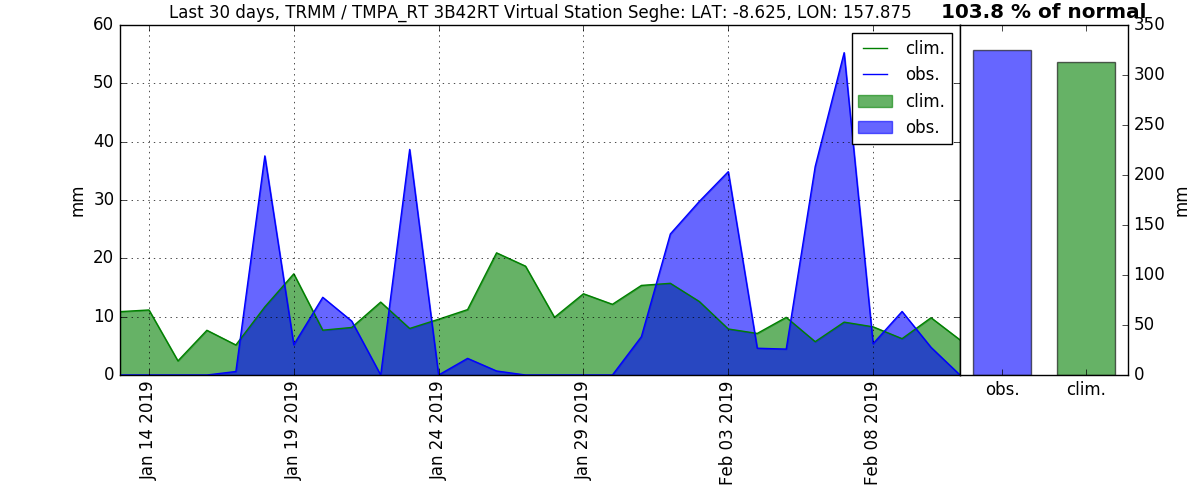 Last 30 days, TRMM / TMPA_RT 3B42RT Virtual Station Seghe: LAT: -8.625, LON: 157.875
103.8 % of normal
60
50
40
30
20
10
0
mm
clim.
obs.
clim.
obs.
Jan 14 2019
Jan 19 2019
Jan 24 2019
Jan 29 2019
Feb 03 2019
Feb 08 2019
350
300
250
200
150
100
50
0
mm
obs.
clim.